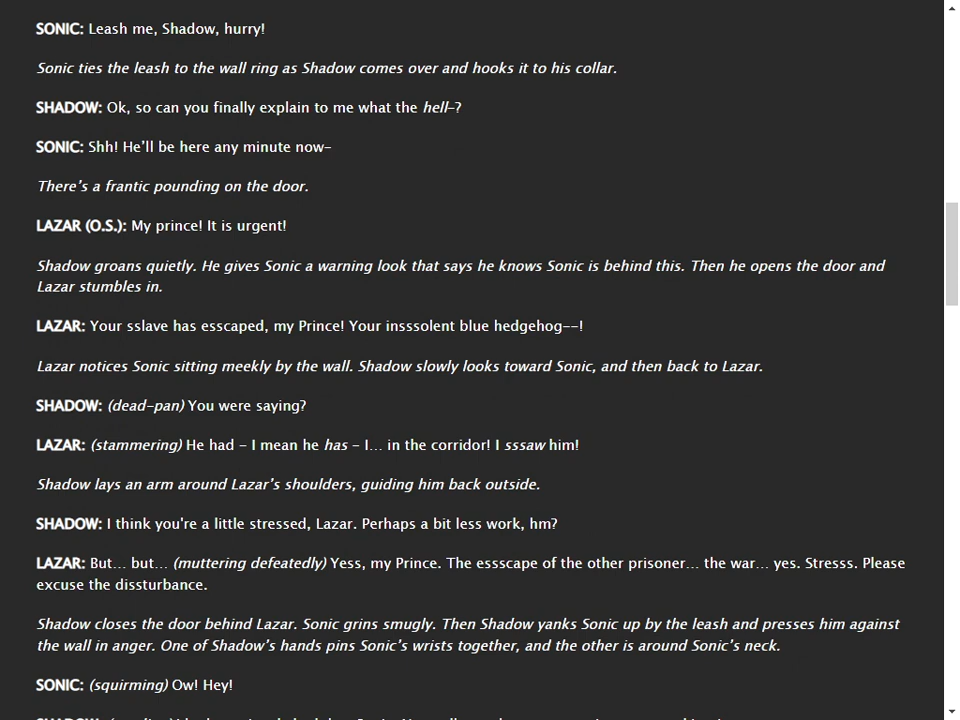 SONIC: Leash me, Shadow, hurry!
Sonic ties the leash to the wall ring as Shadow comes over and hooks it to his collar.
SHADOW: Ok, so can you finally explain to me what the hell-?
SONIC: Shh! He'll be here any minute now-
There's a frantic pounding on the door.
LAZAR (O.S.): My prince! It is urgent!
Shadow groans quietly. He gives Sonic a warning look that says he knows Sonic is behind this. Then he opens the door and
Lazar stumbles in.
LAZAR: Your sslave has esscaped, my Prince! Your insssolent blue hedgehog--!
Lazar notices Sonic sitting meekly by the wall. Shadow slowly looks toward Sonic, and then back to Lazar.
SHADOW: (dead-pan) You were saying?
LAZAR: (stammering) He had - I mean he has - I... in the corridor! I sssaw him!
Shadow lays an arm around Lazar's shoulders, guiding him back outside.
SHADOW: I think you're a little stressed, Lazar. Perhaps a bit less work, hm?
LAZAR: But... but... (muttering defeatedly) Yess, my Prince. The essscape of the other prisoner... the war... yes. Stresss. Please
excuse the dissturbance.
Shadow closes the door behind Lazar. Sonic grins smugly. Then Shadow yanks Sonic up by the leash and presses him against
the wall in anger. One of Shadow's hands pins Sonic's wrists together, and the other is around Sonic's neck.
SONIC: (squirming) Ow! Hey!